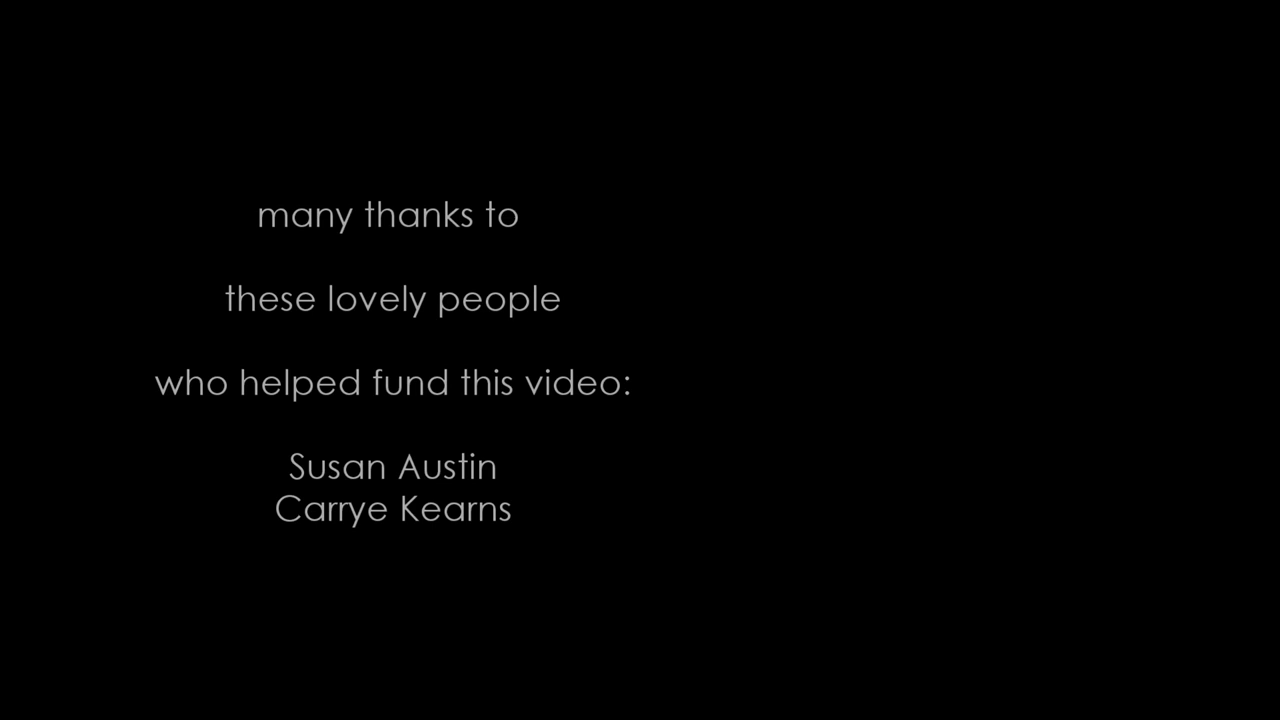 many thanks to
these lovely people
who helped fund this video:
Susan Austin
Carrye Kearns